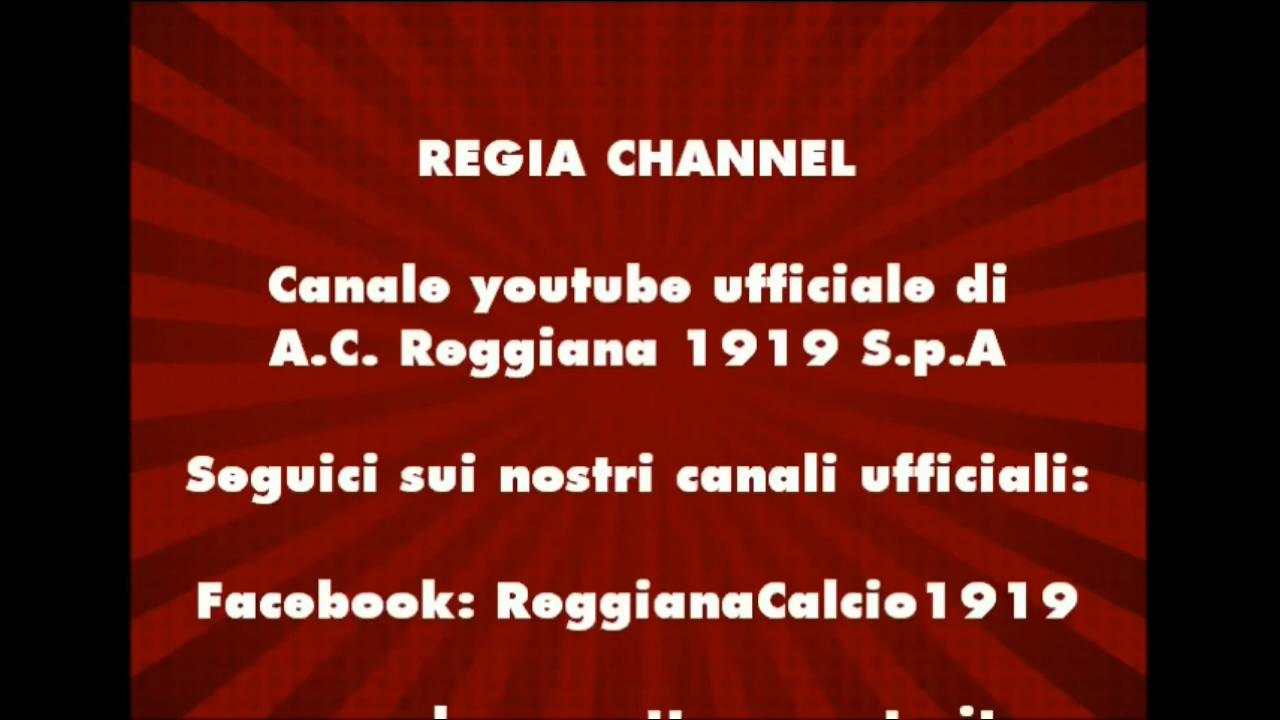 REGIA CHANNEL
Canale youtube ufficiale di
A.C. Reggiana 1919 S.p.A
Seguici sui nostri canali ufficiali:
Facebook: ReggianaCalcio1919